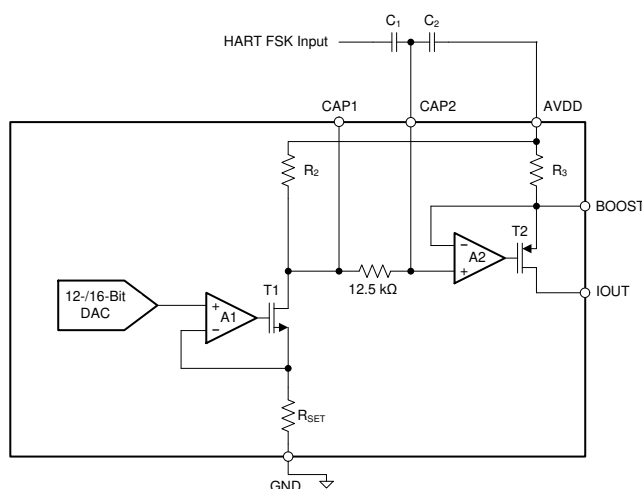 C1 C2
HART FSK Input
CAP1 CAP2 AVDD
R2 R3
BOOST
T2
− A2 +
12-/16-Bit
DAC
T1
12.5 kΩ
IOUT
+ A1 −
RSET
GND